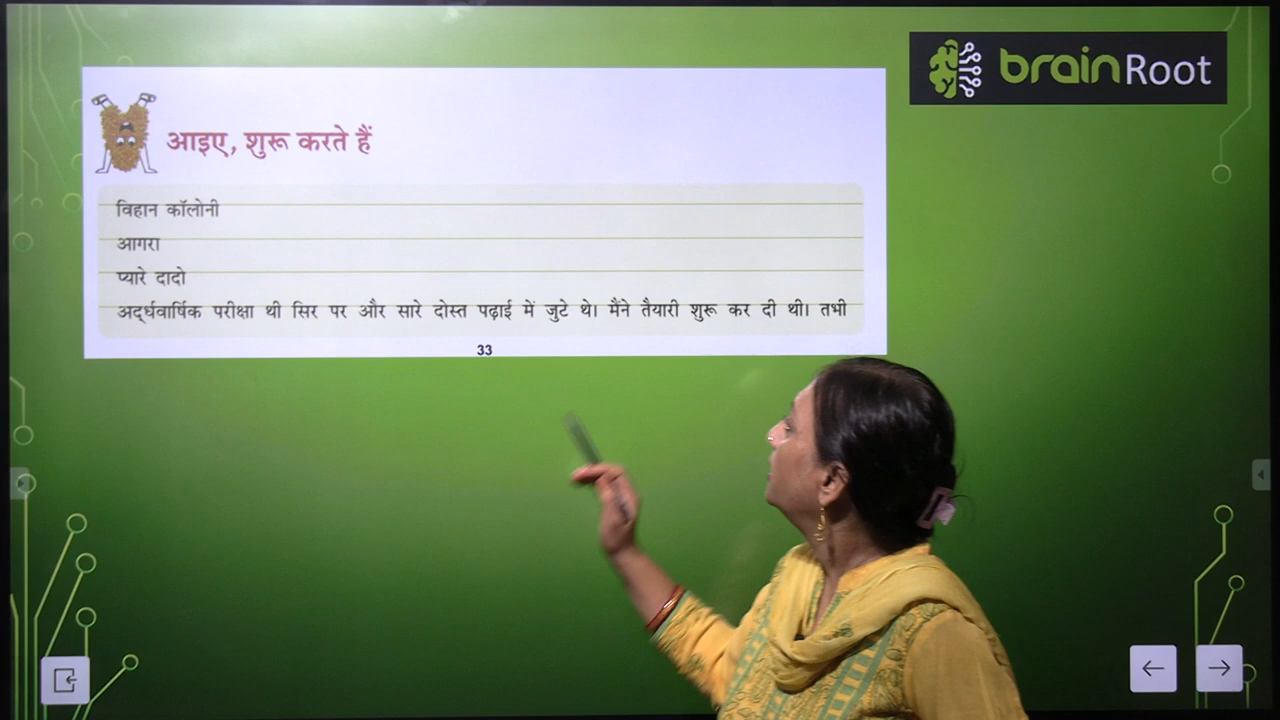 brainRoot
आइए, शुरू करते हैं
विहान कॉलोनी
आगरा
प्यारे दादो
अर्द्धवार्षिक परीक्षा थी सिर पर और सारे दोस्त पढ़ाई में जुटे थे। मैंने तैयारी शुरू कर दी थी। तभी
33